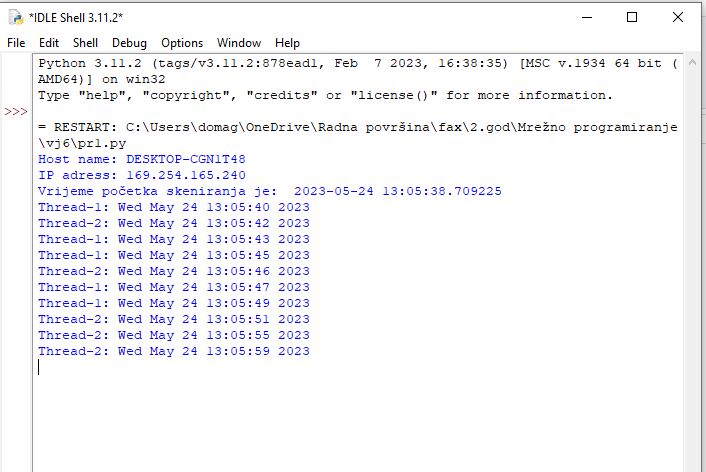 *IDLE Shell 3.11.2*
File Edit Shell Debug Options Window Help
Python 3.11.2 (tags/v3.11.2:878ead1, Feb  7 2023, 16:38:35) [MSC v.1934 64 bit (
AMD64)] on win32
Type "help", "copyright", "credits" or "license()" for more information.
>>>
= RESTART: C:\Users\domag\OneDrive\Radna površina\fax\2.god\Mrežno programiranje
\vj6\pr1.py
Host name: DESKTOP-CGN1T48
IP adress: 169.254.165.240
Vrijeme početka skeniranja je:  2023-05-24 13:05:38.709225
Thread-1: Wed May 24 13:05:40 2023
Thread-2: Wed May 24 13:05:42 2023
Thread-1: Wed May 24 13:05:43 2023
Thread-1: Wed May 24 13:05:45 2023
Thread-2: Wed May 24 13:05:46 2023
Thread-1: Wed May 24 13:05:47 2023
Thread-1: Wed May 24 13:05:49 2023
Thread-2: Wed May 24 13:05:51 2023
Thread-2: Wed May 24 13:05:55 2023
Thread-2: Wed May 24 13:05:59 2023